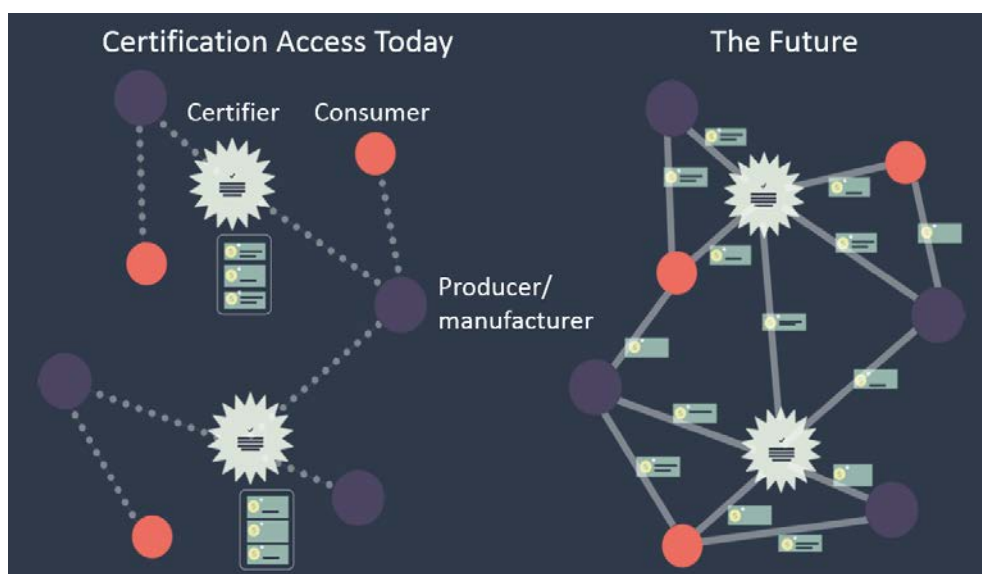 Certification Access Today
The Future
Certifier
Consumer
Producer/
manufacturer